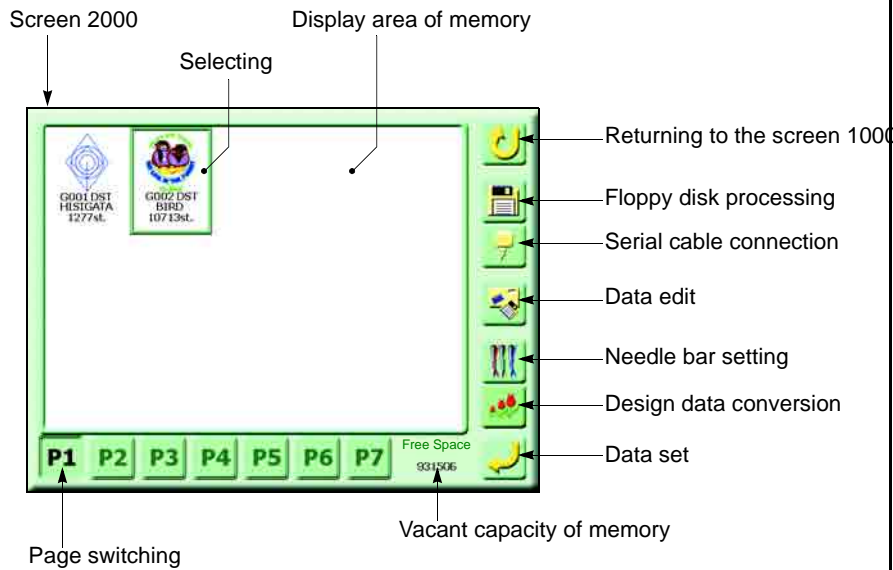 Screen 2000
Display area of memory
Selecting
G001 DST
HISIGATA
1277st.
G002 DST
BIRD
10713st.
Returning to the screen 1000
Floppy disk processing
Serial cable connection
Data edit
Needle bar setting
Design data conversion
Data set
P1 P2 P3 P4 P5 P6 P7
Free Space
931506
Vacant capacity of memory
Page switching